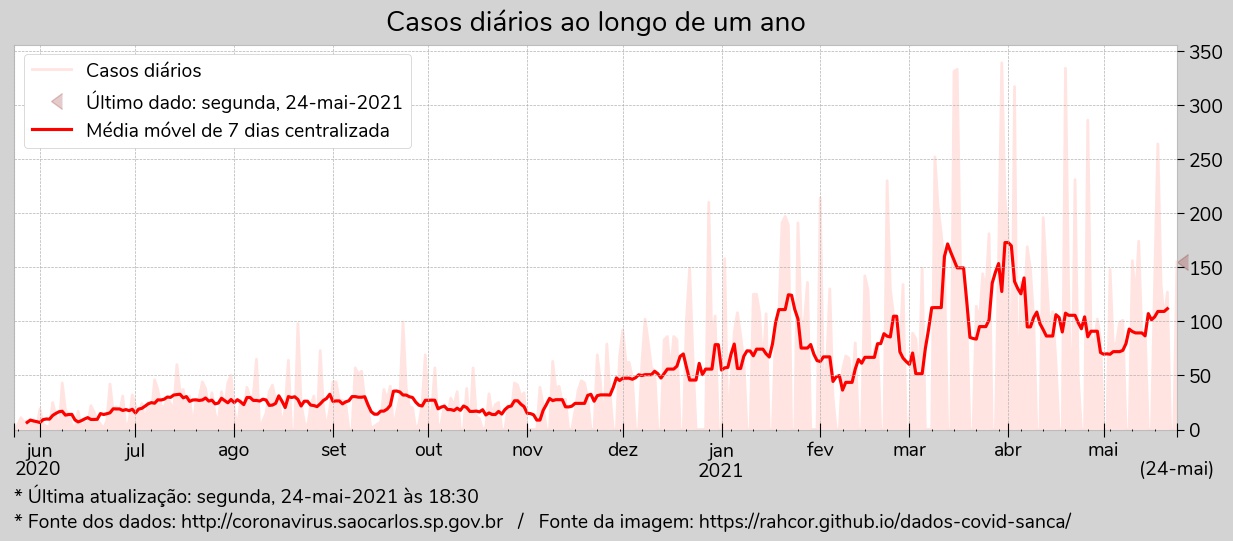 Casos diários ao longo de um ano
Casos diários
Último dado: segunda, 24-mai-2021
Média móvel de 7 dias centralizada
350
300
250
200
150
100
50
0
jun jul ago set out nov dez jan fev mar abr mai
2020 2021 (24-mai)
* Última atualização: segunda, 24-mai-2021 às 18:30
* Fonte dos dados: http://coronavirus.saocarlos.sp.gov.br / Fonte da imagem: https://rahcor.github.io/dados-covid-sanca/